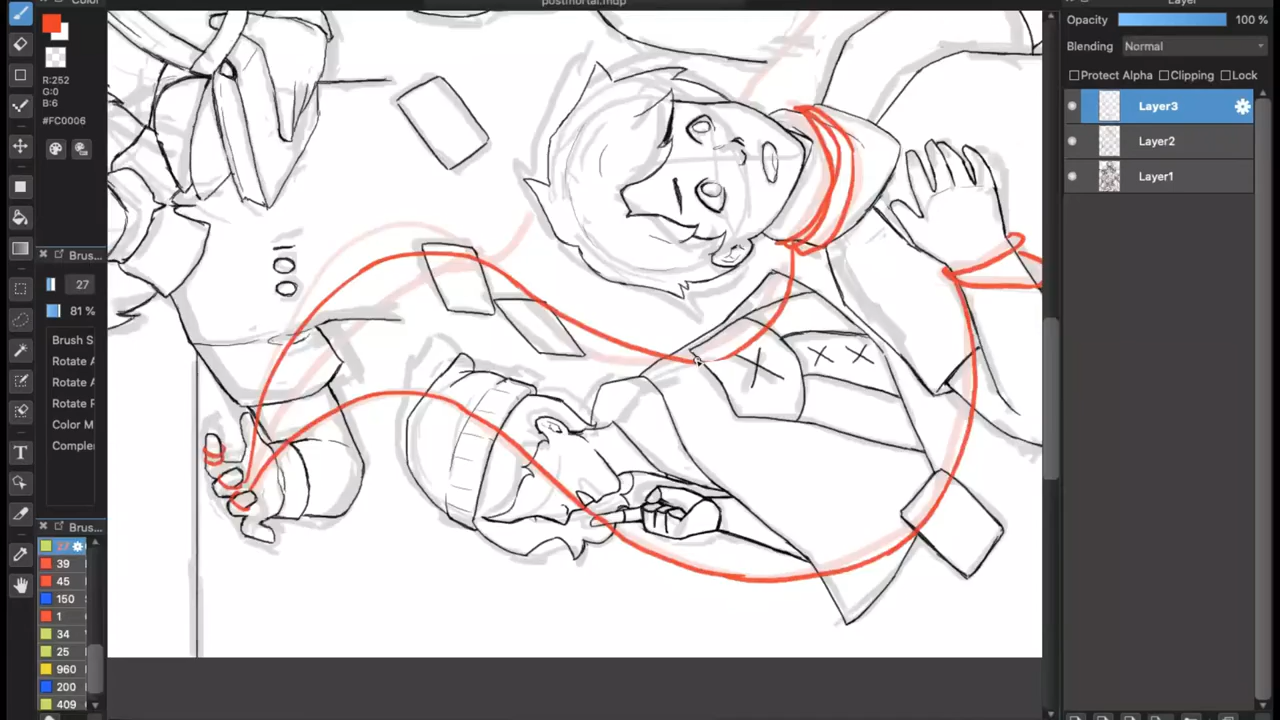 Color
postmortal.mdp
Layer
R:252
G:0
B:6
#FC0006
Opacity 100 %
Blending Normal
Protect Alpha Clipping Lock
Layer3
Layer2
Layer1
Brus...
27
81 %
Brush S
Rotate A
Rotate A
Rotate F
Color M
Comple
Brus...
27
39
45
150
1
34
25
960
200
409